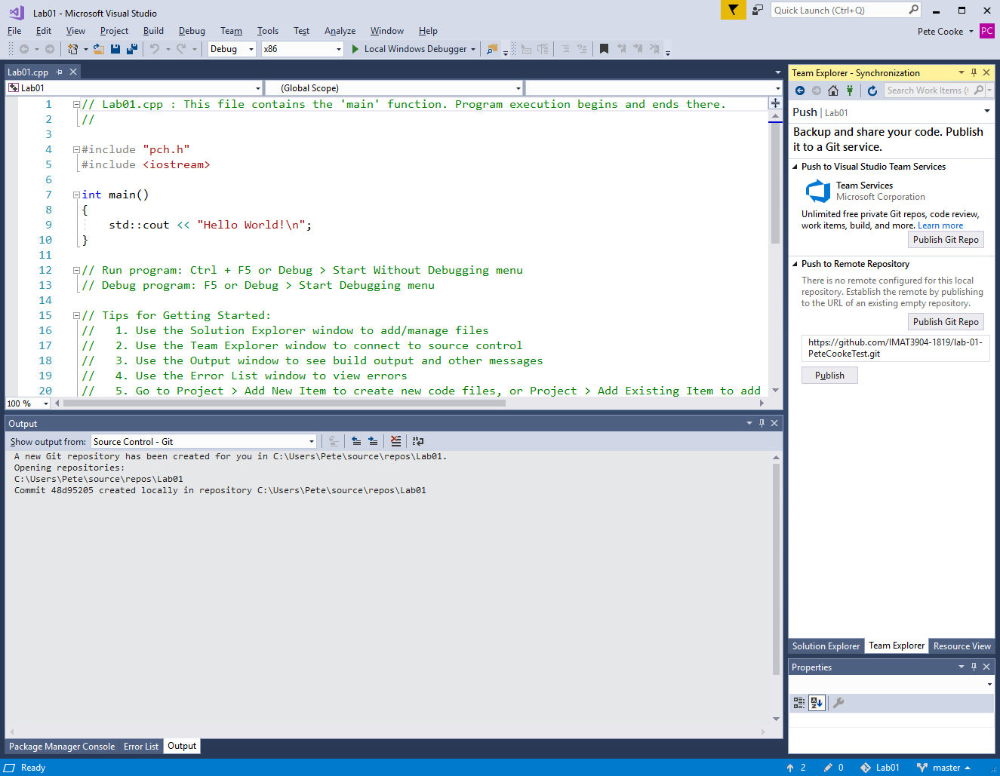 Lab01 - Microsoft Visual Studio
Quick Launch (Ctrl+Q)
File Edit View Project Build Debug Team Tools Test Analyze Window Help
Pete Cooke PC
Debug x86 Local Windows Debugger
Lab01.cpp
Lab01 (Global Scope)
1 // Lab01.cpp : This file contains the 'main' function. Program execution begins and ends there.
2 //
3
4 #include "pch.h"
5 #include <iostream>
6
7 int main()
8 {
9 std::cout << "Hello World!\n";
10 }
11
12 // Run program: Ctrl + F5 or Debug > Start Without Debugging menu
13 // Debug program: F5 or Debug > Start Debugging menu
14
15 // Tips for Getting Started:
16 //   1. Use the Solution Explorer window to add/manage files
17 //   2. Use the Team Explorer window to connect to source control
18 //   3. Use the Output window to see build output and other messages
19 //   4. Use the Error List window to view errors
20 //   5. Go to Project > Add New Item to create new code files, or Project > Add Existing Item to add
100 %
Output
Show output from: Source Control - Git
A new Git repository has been created for you in C:\Users\Pete\source\repos\Lab01.
Opening repositories:
C:\Users\Pete\source\repos\Lab01
Commit 48d95205 created locally in repository C:\Users\Pete\source\repos\Lab01
Package Manager Console Error List Output
Team Explorer - Synchronization
Search Work Items (
Push | Lab01
Backup and share your code. Publish
it to a Git service.
Push to Visual Studio Team Services
Team Services
Microsoft Corporation
Unlimited free private Git repos, code review,
work items, build, and more. Learn more
Publish Git Repo
Push to Remote Repository
There is no remote configured for this local
repository. Establish the remote by publishing
to the URL of an existing empty repository.
Publish Git Repo
https://github.com/IMAT3904-1819/lab-01-
PeteCookeTest.git
Publish
Solution Explorer Team Explorer Resource View
Properties
Ready
2 0 Lab01 master